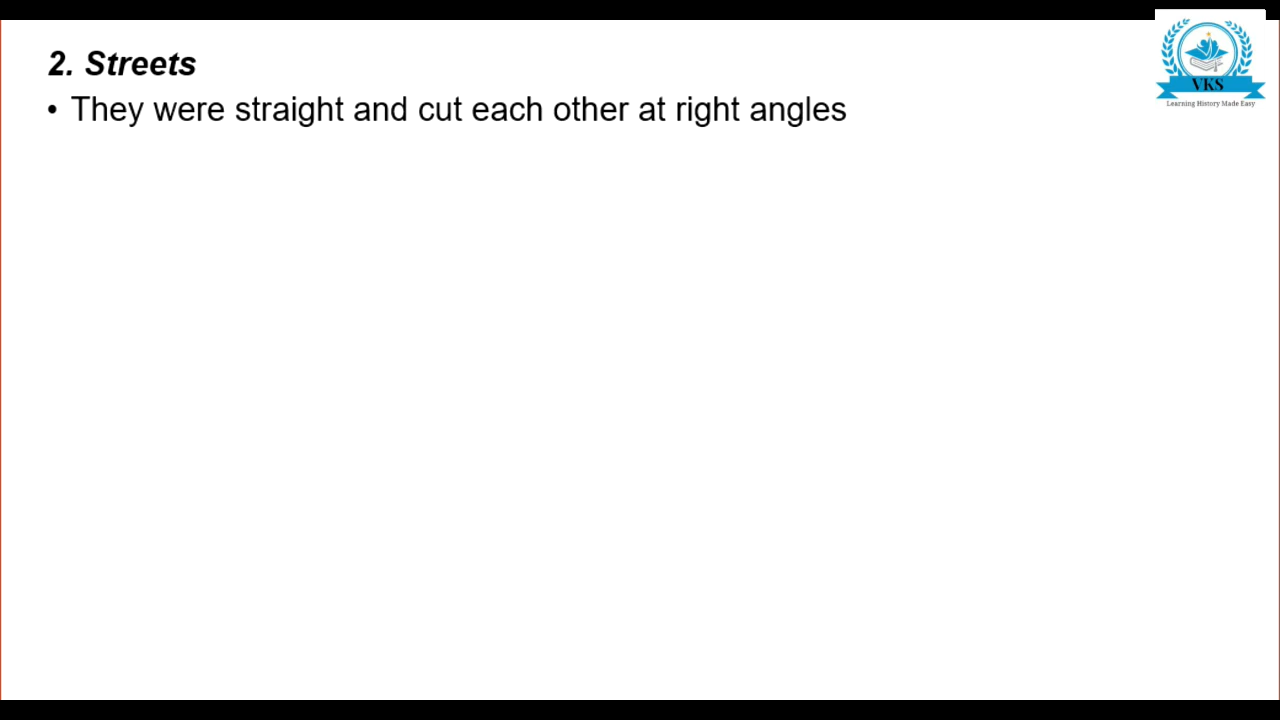 2. Streets
• They were straight and cut each other at right angles
VKS
Learning History Made Easy